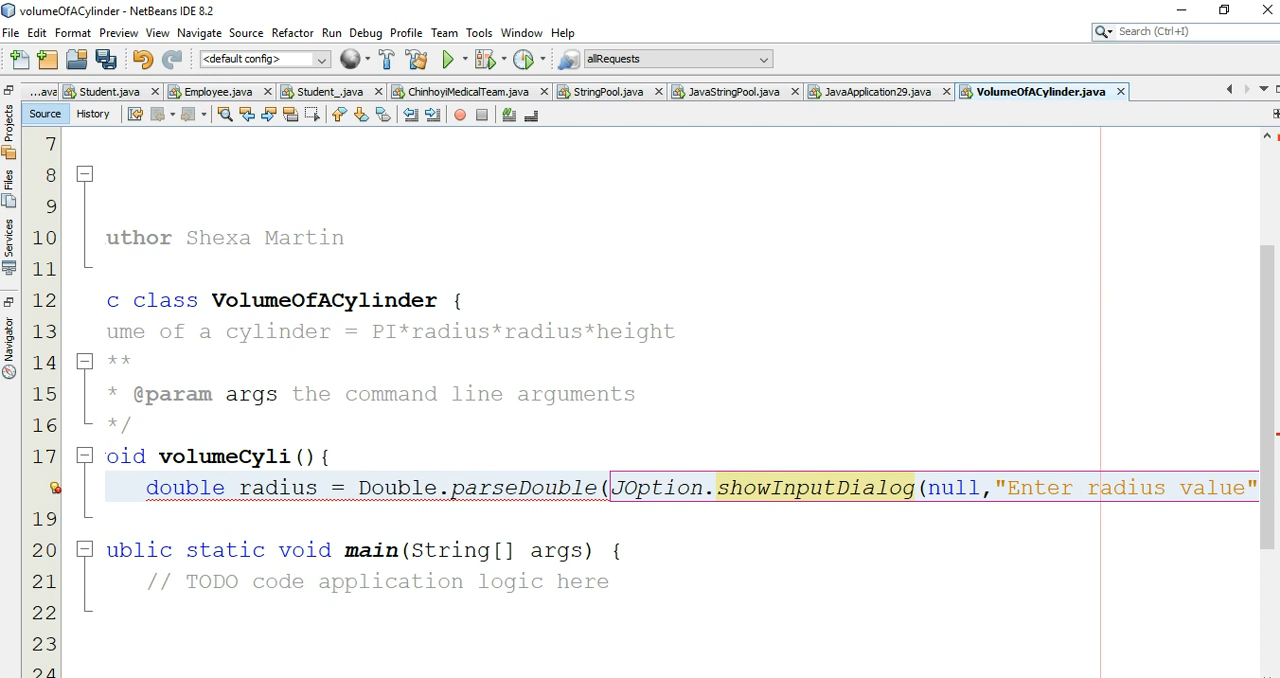 volumeOfACylinder - NetBeans IDE 8.2
File Edit Format Preview View Navigate Source Refactor Run Debug Profile Team Tools Window Help
Search (Ctrl+I)
<default config>
allRequests
...ava Student.java Employee.java Student_.java ChinhoyiMedicalTeam.java StringPool.java JavaStringPool.java JavaApplication29.java VolumeOfACylinder.java
Source History
Projects
Files
Services
Navigator
7
8
9
10 uthor Shexa Martin
11
12 c class VolumeOfACylinder {
13 ume of a cylinder = PI*radius*radius*height
14 **
15 * @param args the command line arguments
16 */
17 oid volumeCyli(){
double radius = Double.parseDouble(JOption.showInputDialog(null,"Enter radius value"
19
20 ublic static void main(String[] args) {
21 // TODO code application logic here
22
23
24